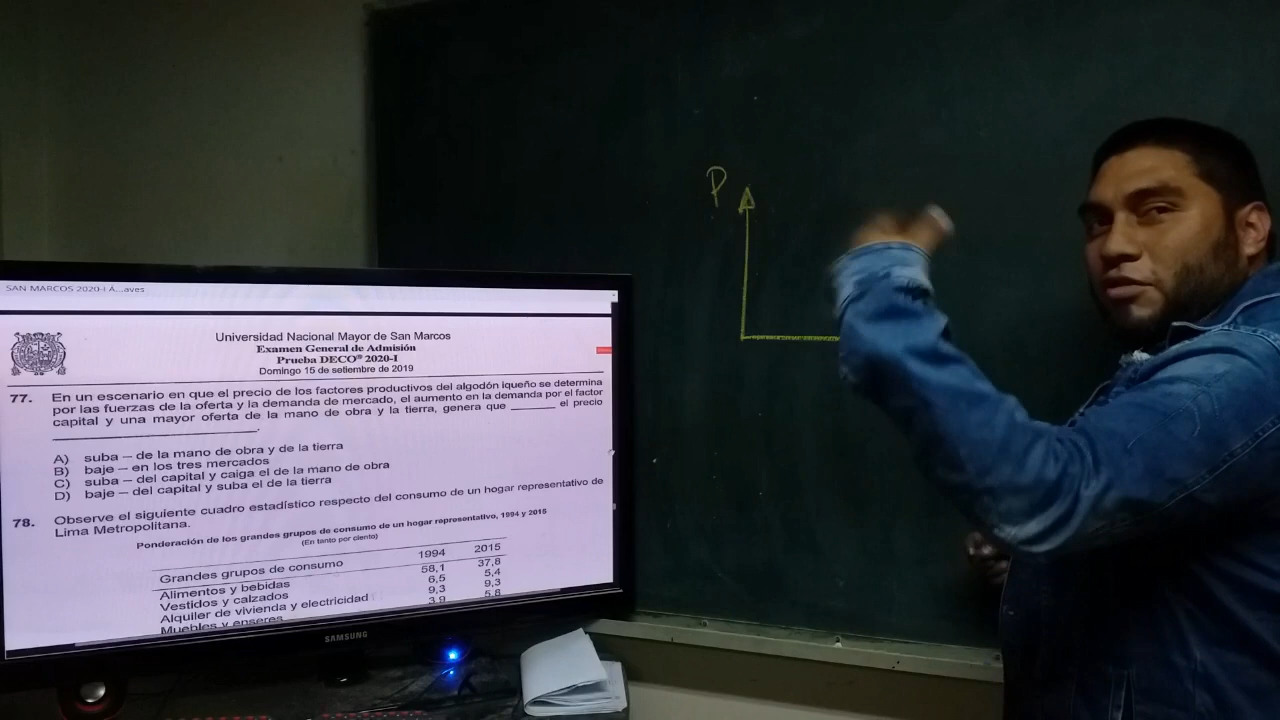 P
SAN MARCOS 2020-I Á...aves
Universidad Nacional Mayor de San Marcos
Examen General de Admisión
Prueba DECO® 2020-I
Domingo 15 de setiembre de 2019
77. En un escenario en que el precio de los factores productivos del algodón iqueño se determina
por las fuerzas de la oferta y la demanda de mercado, el aumento en la demanda por el factor
capital y una mayor oferta de la mano de obra y la tierra, genera que ________ el precio
______________________.
A) suba – de la mano de obra y de la tierra
B) baje – en los tres mercados
C) suba – del capital y caiga el de la mano de obra
D) baje – del capital y suba el de la tierra
78. Observe el siguiente cuadro estadístico respecto del consumo de un hogar representativo de
Lima Metropolitana.
Ponderación de los grandes grupos de consumo de un hogar representativo, 1994 y 2015
(En tanto por ciento)
Grandes grupos de consumo 1994 2015
Alimentos y bebidas 58,1 37,8
Vestidos y calzados 6,5 5,4
Alquiler de vivienda y electricidad 9,3 9,3
Muebles y enseres 3,9 5,8
SAMSUNG